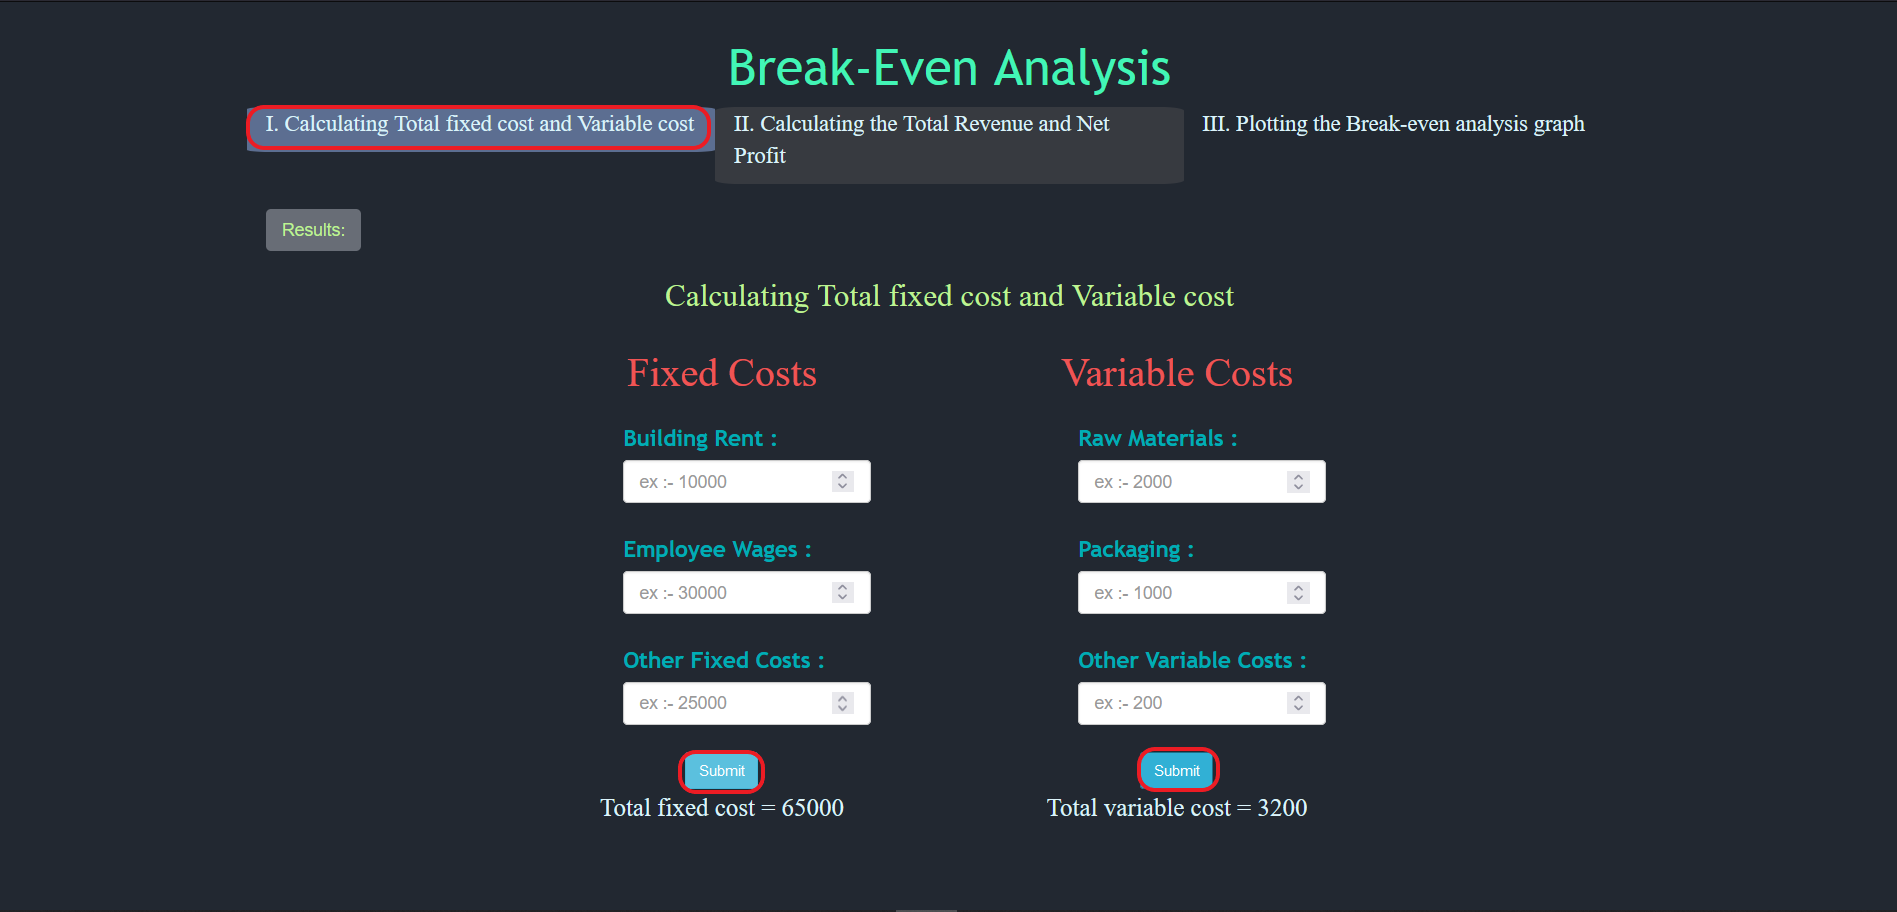 Break-Even Analysis
I. Calculating Total fixed cost and Variable cost
II. Calculating the Total Revenue and Net
Profit
III. Plotting the Break-even analysis graph
Results:
Calculating Total fixed cost and Variable cost
Fixed Costs
Building Rent :
ex :- 10000
Employee Wages :
ex :- 30000
Other Fixed Costs :
ex :- 25000
Submit
Total fixed cost = 65000
Variable Costs
Raw Materials :
ex :- 2000
Packaging :
ex :- 1000
Other Variable Costs :
ex :- 200
Submit
Total variable cost = 3200